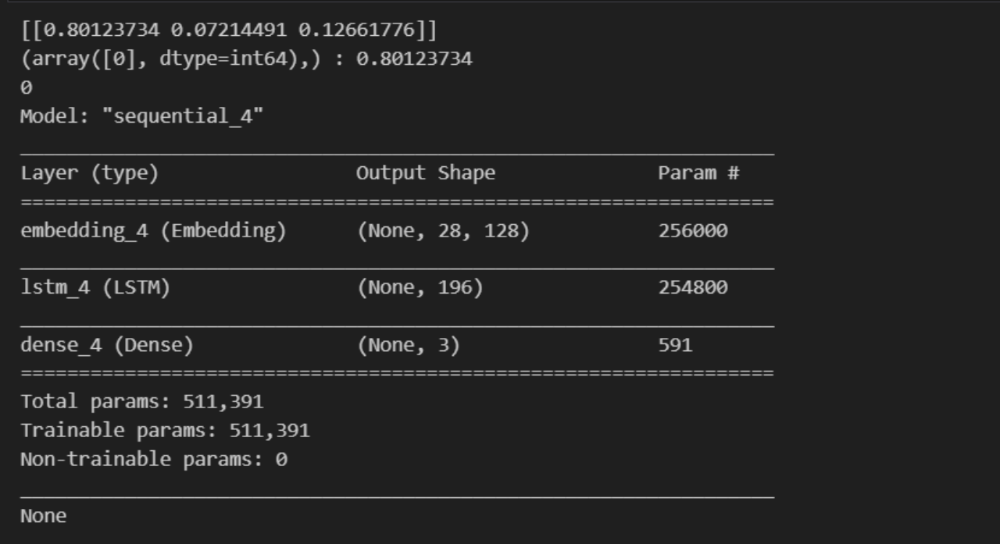 [[0.80123734 0.07214491 0.12661776]]
(array([0], dtype=int64),) : 0.80123734
0
Model: "sequential_4"
_________________________________________________________________
Layer (type)                 Output Shape              Param #
=================================================================
embedding_4 (Embedding)      (None, 28, 128)           256000
_________________________________________________________________
lstm_4 (LSTM)                (None, 196)               254800
_________________________________________________________________
dense_4 (Dense)              (None, 3)                 591
=================================================================
Total params: 511,391
Trainable params: 511,391
Non-trainable params: 0
_________________________________________________________________
None